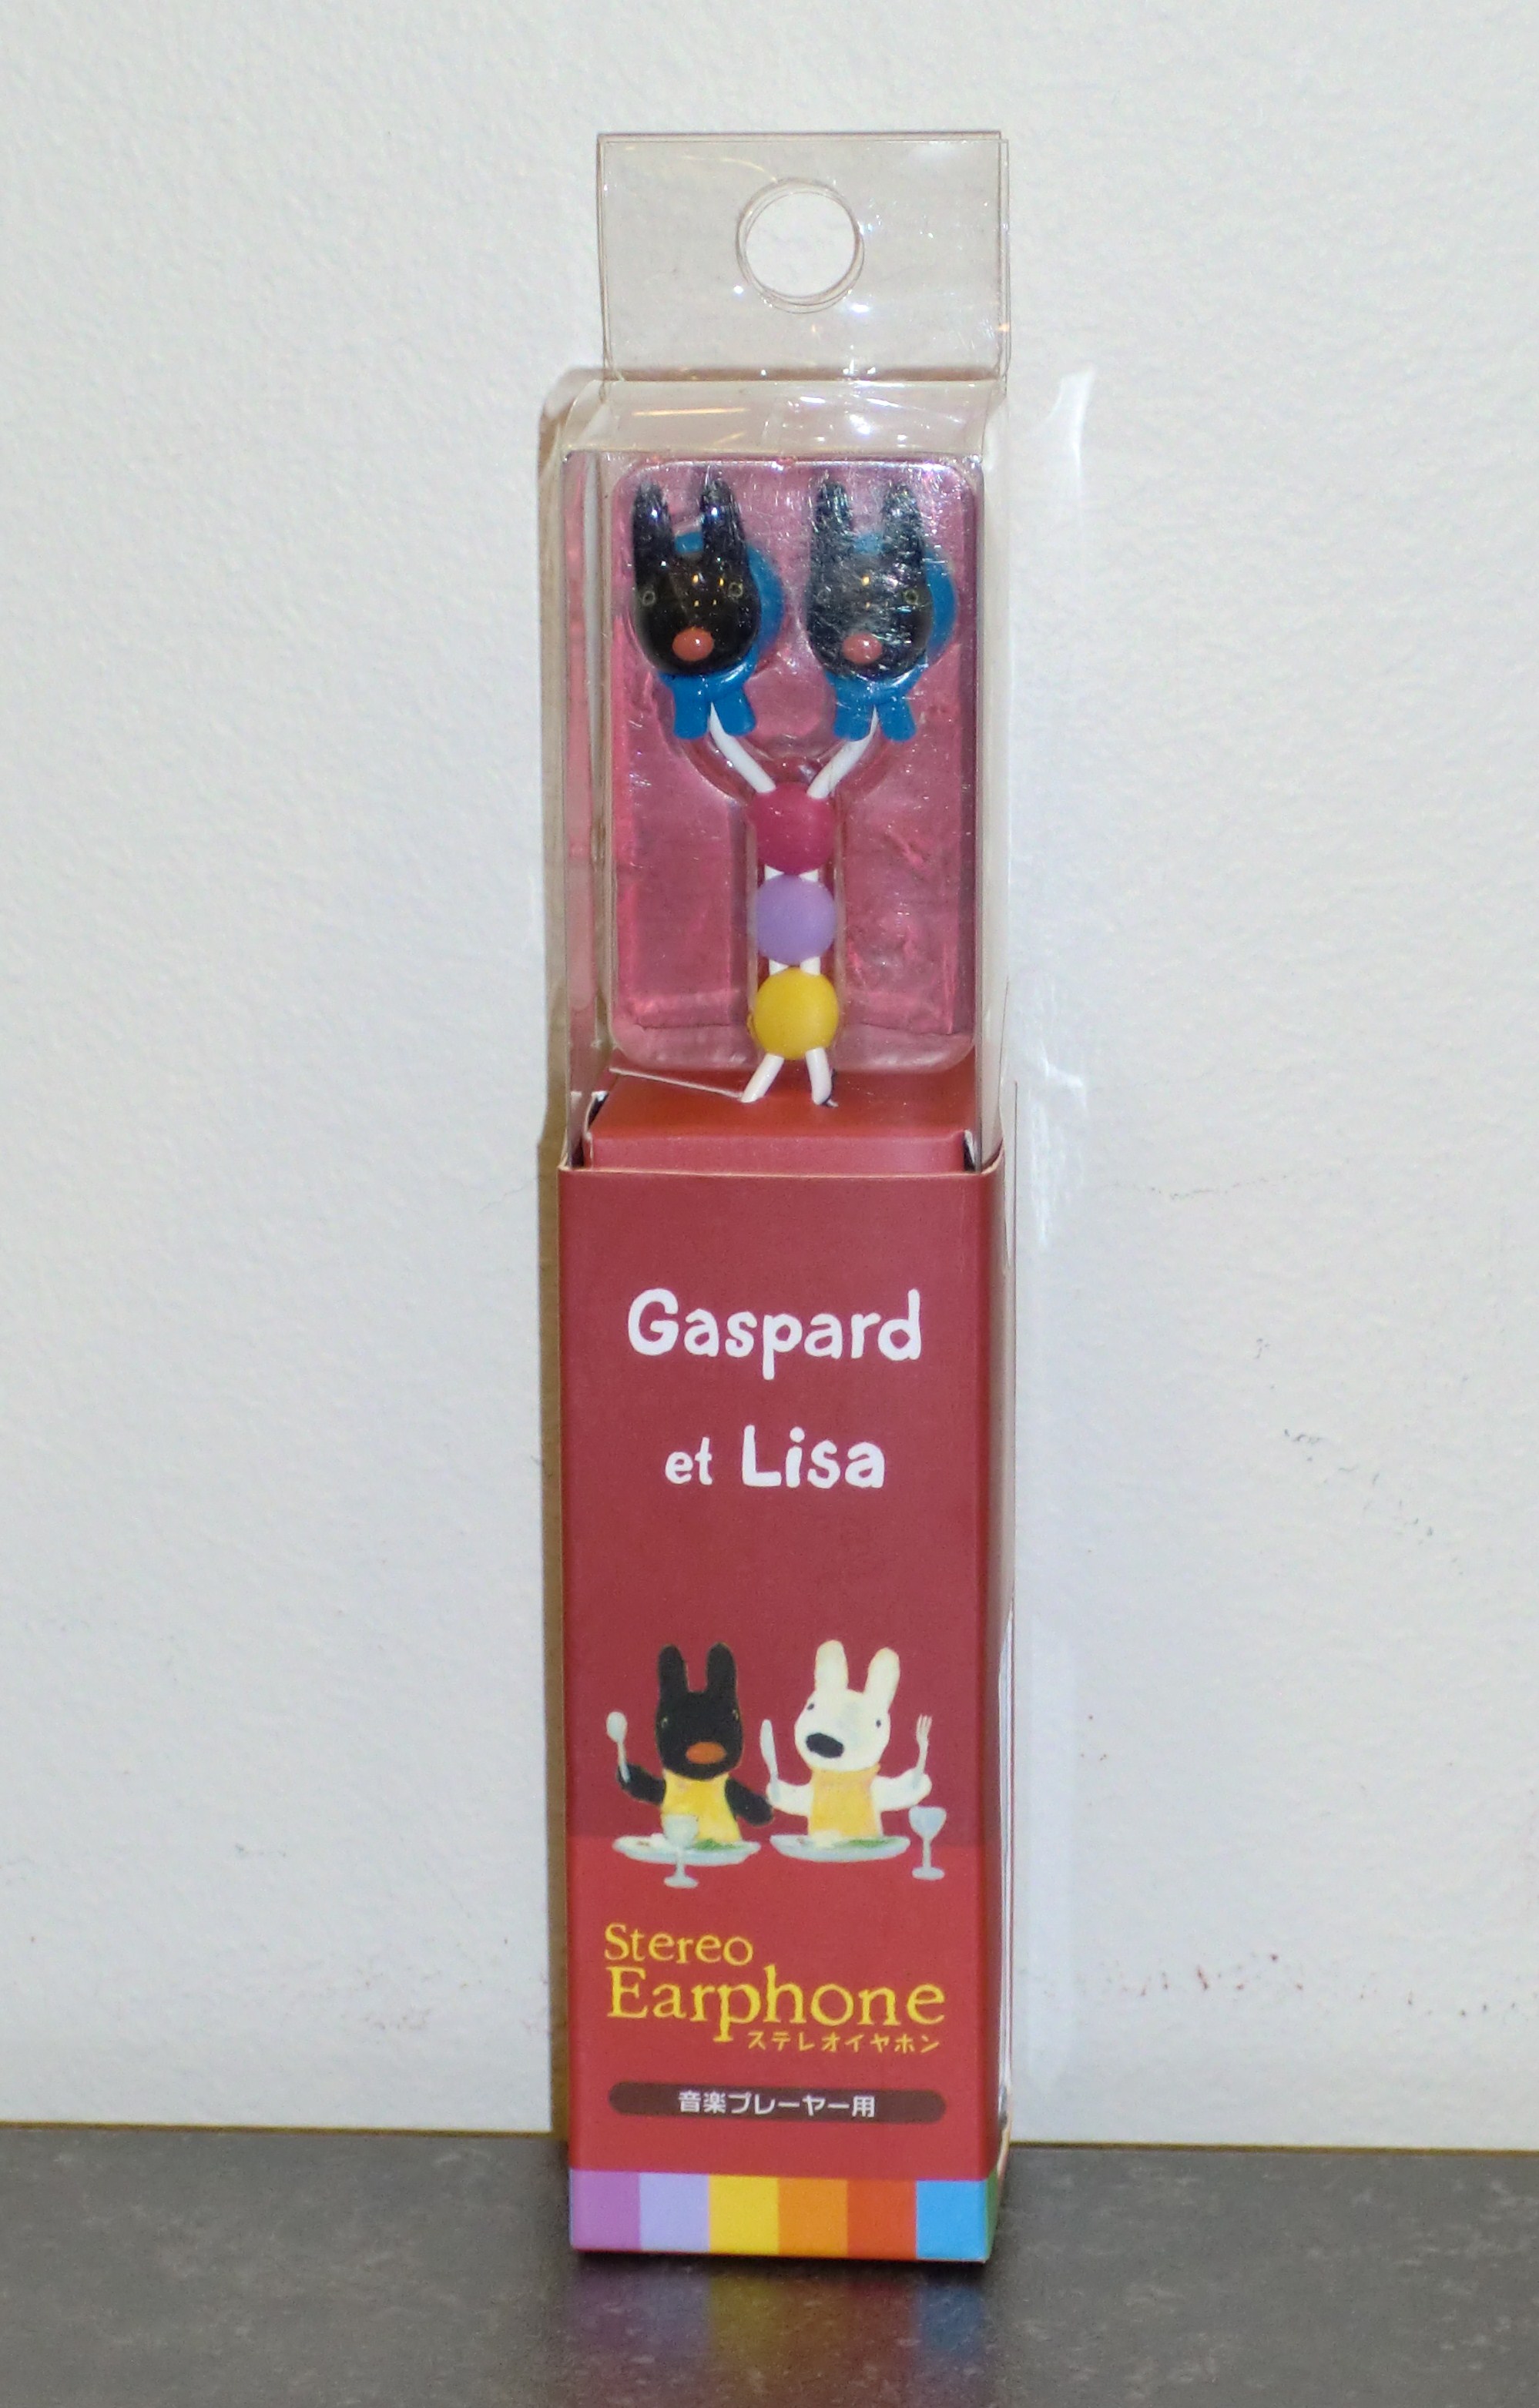 Gaspard
et Lisa
Stereo
Earphone
ステレオイヤホン
音楽プレーヤー用